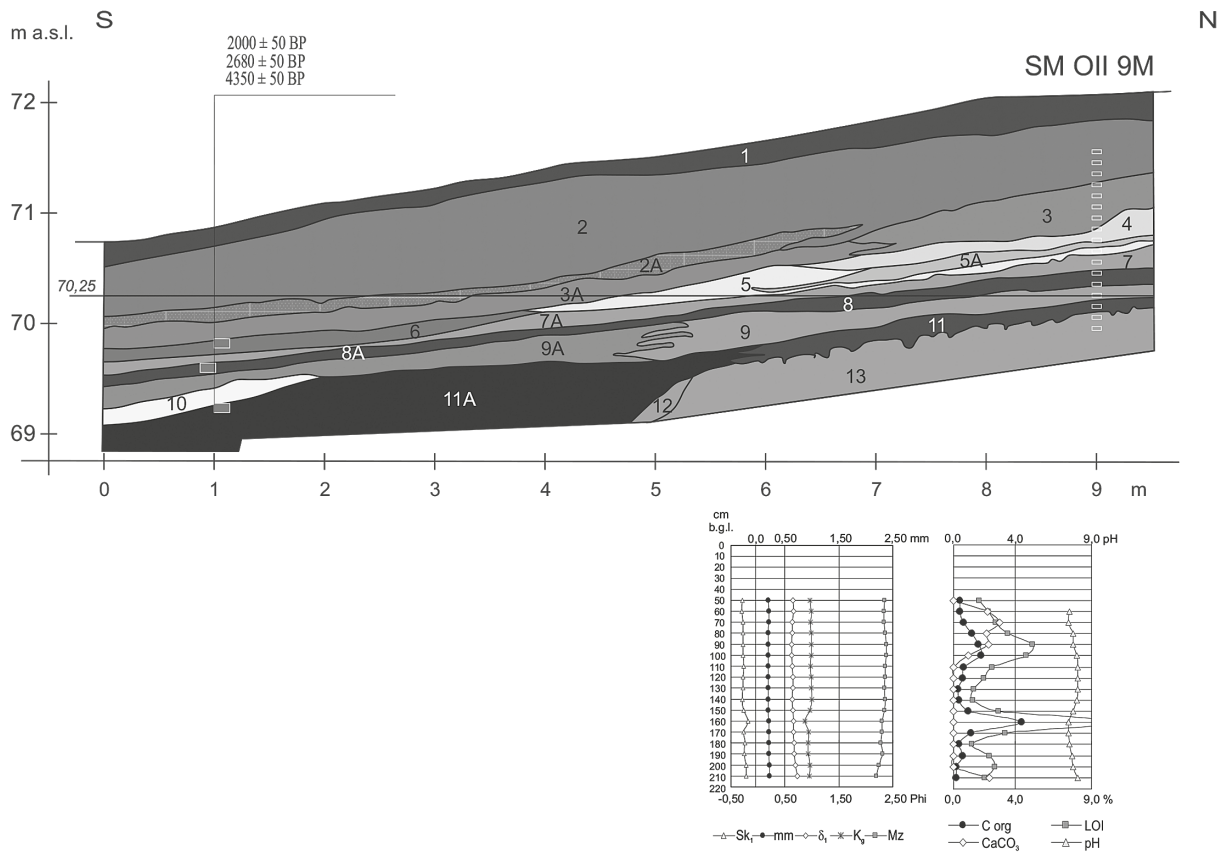 S
N
m a.s.l.
2000 ± 50 BP
2680 ± 50 BP
4350 ± 50 BP
SM OII 9M
72
71
70,25
70
69
1
2
3
4
2A
5A
5
7
3A
8
7A
6
11
9
8A
9A
10
11A
12
13
0 1 2 3 4 5 6 7 8 9 m
cm
b.g.l.
0,0 0,50 1,50 2,50 mm
0
10
20
30
40
50
60
70
80
90
100
110
120
130
140
150
160
170
180
190
200
210
220
-0,50 0,50 1,50 2,50 Phi
Sk₁ mm δ₁ Kg Mz
0,0 4,0 9,0 pH
0,0 4,0 9,0 %
C org LOI
CaCO₃ pH